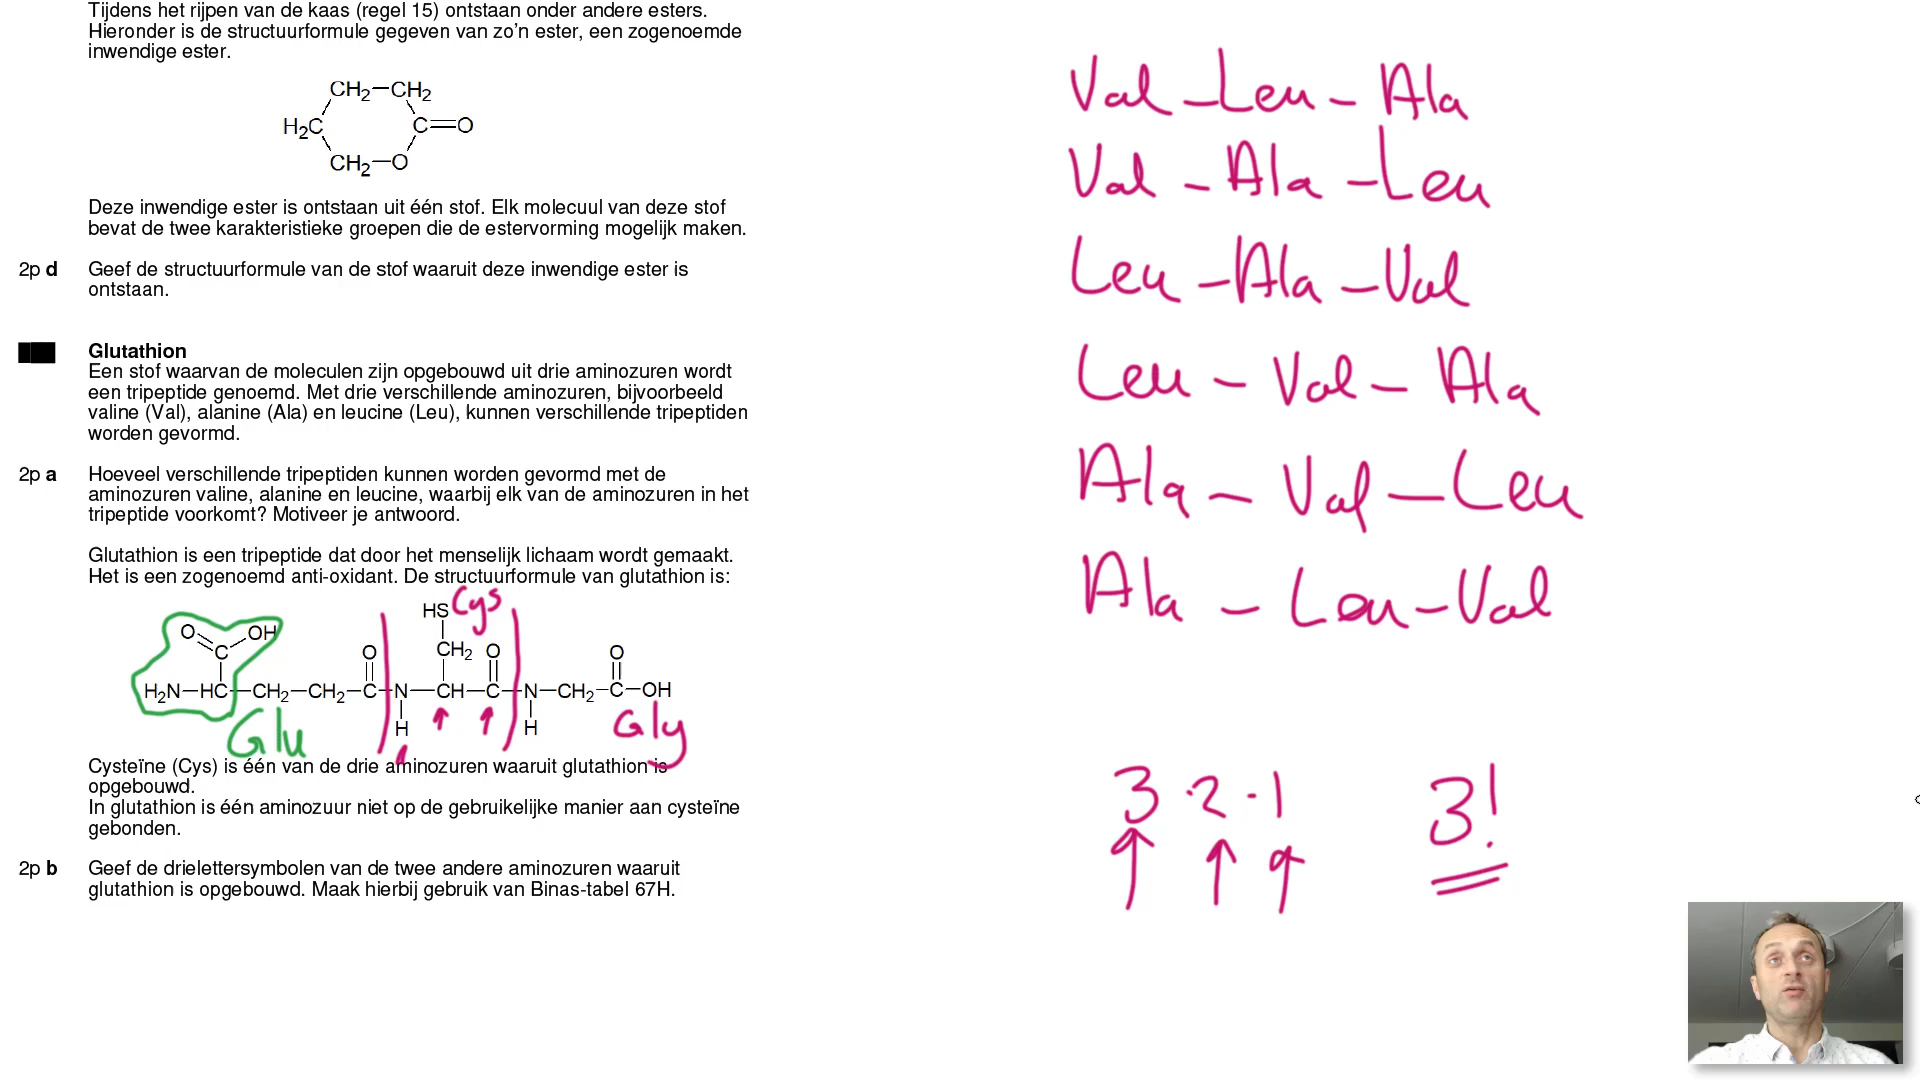 Tijdens het rijpen van de kaas (regel 15) ontstaan onder andere esters.
Hieronder is de structuurformule gegeven van zo'n ester, een zogenoemde
inwendige ester.
CH2–CH2
H2C C=O
CH2–O
Deze inwendige ester is ontstaan uit één stof. Elk molecuul van deze stof
bevat de twee karakteristieke groepen die de estervorming mogelijk maken.
2p d Geef de structuurformule van de stof waaruit deze inwendige ester is
ontstaan.
Glutathion
Een stof waarvan de moleculen zijn opgebouwd uit drie aminozuren wordt
een tripeptide genoemd. Met drie verschillende aminozuren, bijvoorbeeld
valine (Val), alanine (Ala) en leucine (Leu), kunnen verschillende tripeptiden
worden gevormd.
2p a Hoeveel verschillende tripeptiden kunnen worden gevormd met de
aminozuren valine, alanine en leucine, waarbij elk van de aminozuren in het
tripeptide voorkomt? Motiveer je antwoord.
Glutathion is een tripeptide dat door het menselijk lichaam wordt gemaakt.
Het is een zogenoemd anti-oxidant. De structuurformule van glutathion is:
HS Cys
O OH
C O CH2 O O
H2N–HC–CH2–CH2–C–N–CH–C–N–CH2–C–OH
H H
Glu Gly
Cysteïne (Cys) is één van de drie aminozuren waaruit glutathion is
opgebouwd.
In glutathion is één aminozuur niet op de gebruikelijke manier aan cysteïne
gebonden.
2p b Geef de drielettersymbolen van de twee andere aminozuren waaruit
glutathion is opgebouwd. Maak hierbij gebruik van Binas-tabel 67H.
Val – Leu – Ala
Val – Ala – Leu
Leu – Ala – Val
Leu – Val – Ala
Ala – Val – Leu
Ala – Leu – Val
3 · 2 · 1 3!